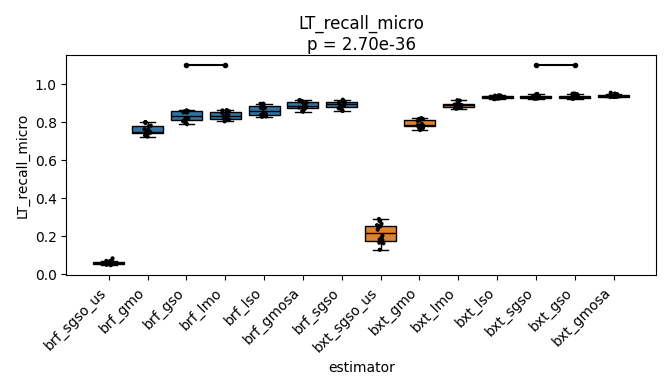 LT_recall_micro
p = 2.70e-36
LT_recall_micro
1.0
0.8
0.6
0.4
0.2
0.0
brf_sgso_us
brf_gmo
brf_gso
brf_lmo
brf_lso
brf_gmosa
brf_sgso
bxt_sgso_us
bxt_gmo
bxt_lmo
bxt_lso
bxt_sgso
bxt_gso
bxt_gmosa
estimator